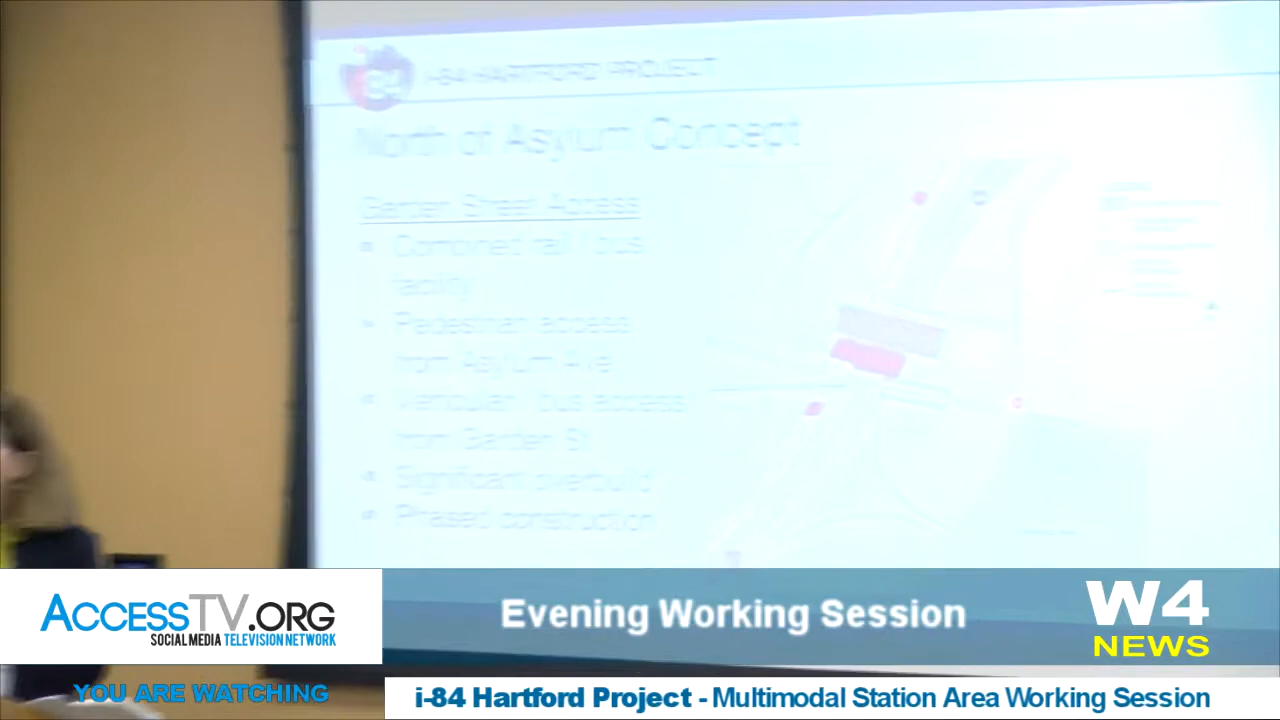 84
i-84 HARTFORD PROJECT
North of Asylum Concept
Garden Street Access
Combined rail / bus
facility
Pedestrian access
from Asylum Ave
Vehicular / bus access
from Garden St
Significant overbuild
Phased construction
ACCESSTV.ORG
SOCIAL MEDIA TELEVISION NETWORK
Evening Working Session
W4
NEWS
YOU ARE WATCHING
i-84 Hartford Project - Multimodal Station Area Working Session